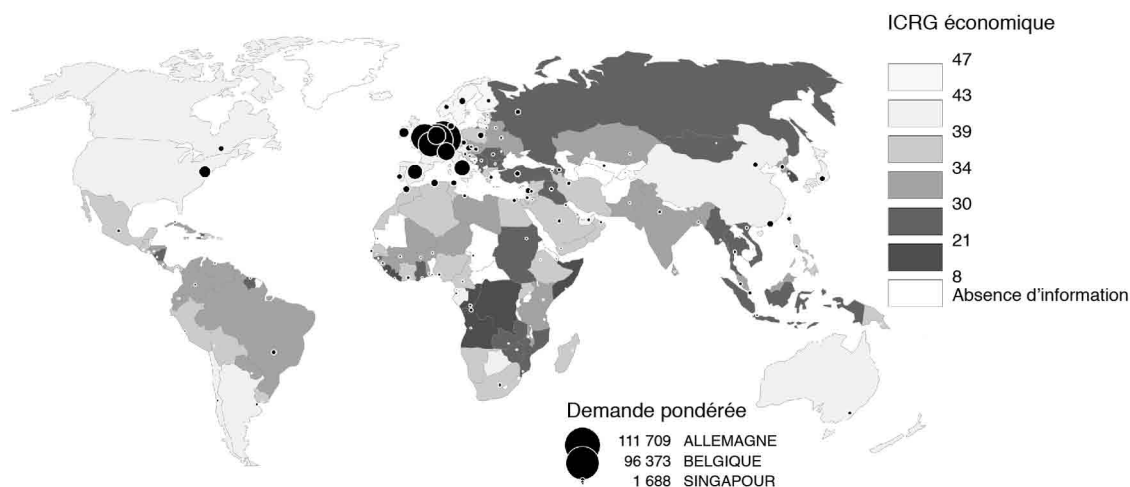 ICRG économique
47
43
39
34
30
21
8
Absence d’information
Demande pondérée
111 709 ALLEMAGNE
96 373 BELGIQUE
1 688 SINGAPOUR